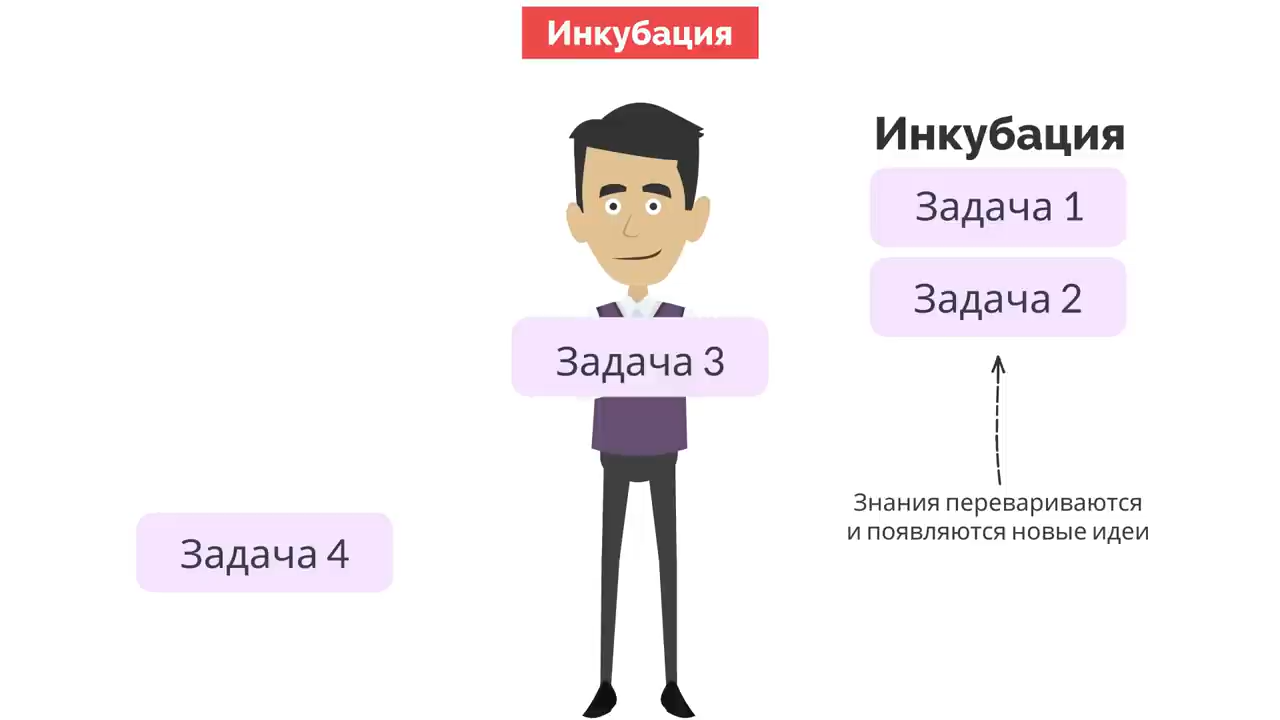 Инкубация
Инкубация
Задача 1
Задача 2
Задача 3
Знания перевариваются
и появляются новые идеи
Задача 4